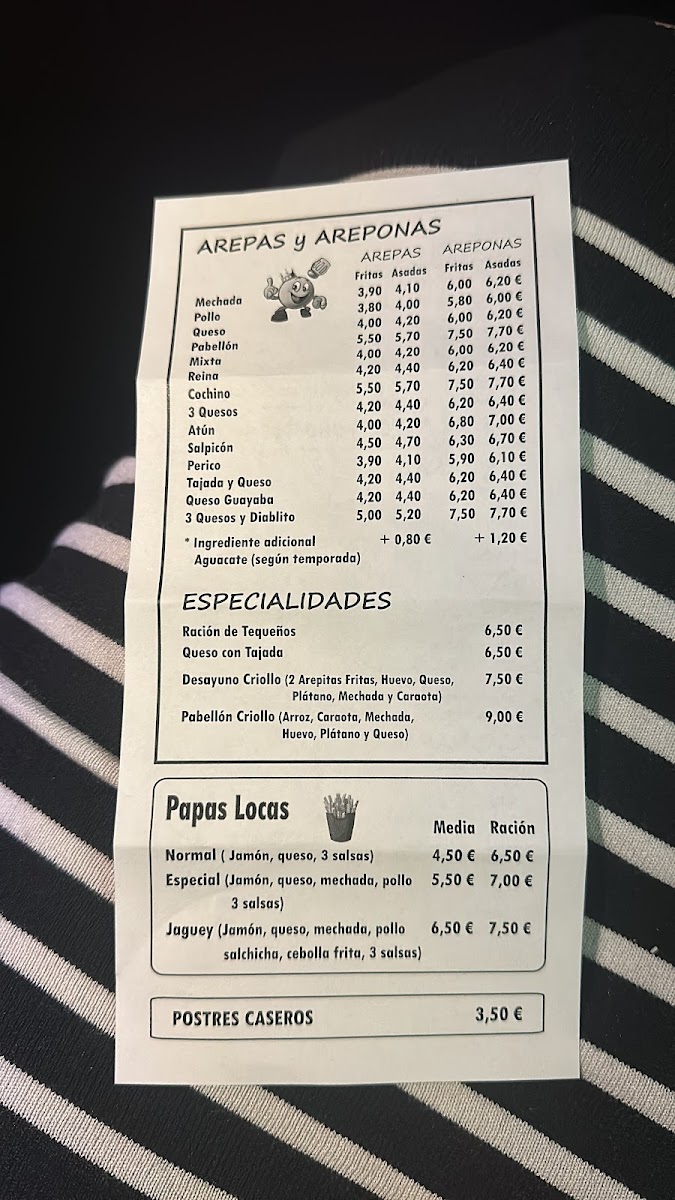 AREPAS y AREPONAS
AREPAS AREPONAS
Fritas Asadas Fritas Asadas
Mechada 3,90 4,10 6,00 6,20 €
Pollo 3,80 4,00 5,80 6,00 €
Queso 4,00 4,20 6,00 6,20 €
Pabellón 5,50 5,70 7,50 7,70 €
Mixta 4,00 4,20 6,00 6,20 €
Reina 4,20 4,40 6,20 6,40 €
Cochino 5,50 5,70 7,50 7,70 €
3 Quesos 4,20 4,40 6,20 6,40 €
Atún 4,00 4,20 6,80 7,00 €
Salpicón 4,50 4,70 6,30 6,70 €
Perico 3,90 4,10 5,90 6,10 €
Tajada y Queso 4,20 4,40 6,20 6,40 €
Queso Guayaba 4,20 4,40 6,20 6,40 €
3 Quesos y Diablito 5,00 5,20 7,50 7,70 €
* Ingrediente adicional + 0,80 € + 1,20 €
Aguacate (según temporada)
ESPECIALIDADES
Ración de Tequeños 6,50 €
Queso con Tajada 6,50 €
Desayuno Criollo (2 Arepitas Fritas, Huevo, Queso, 7,50 €
Plátano, Mechada y Caraota)
Pabellón Criollo (Arroz, Caraota, Mechada, 9,00 €
Huevo, Plátano y Queso)
Papas Locas
Media Ración
Normal ( Jamón, queso, 3 salsas) 4,50 € 6,50 €
Especial (Jamón, queso, mechada, pollo 5,50 € 7,00 €
3 salsas)
Jaguey (Jamón, queso, mechada, pollo 6,50 € 7,50 €
salchicha, cebolla frita, 3 salsas)
POSTRES CASEROS 3,50 €